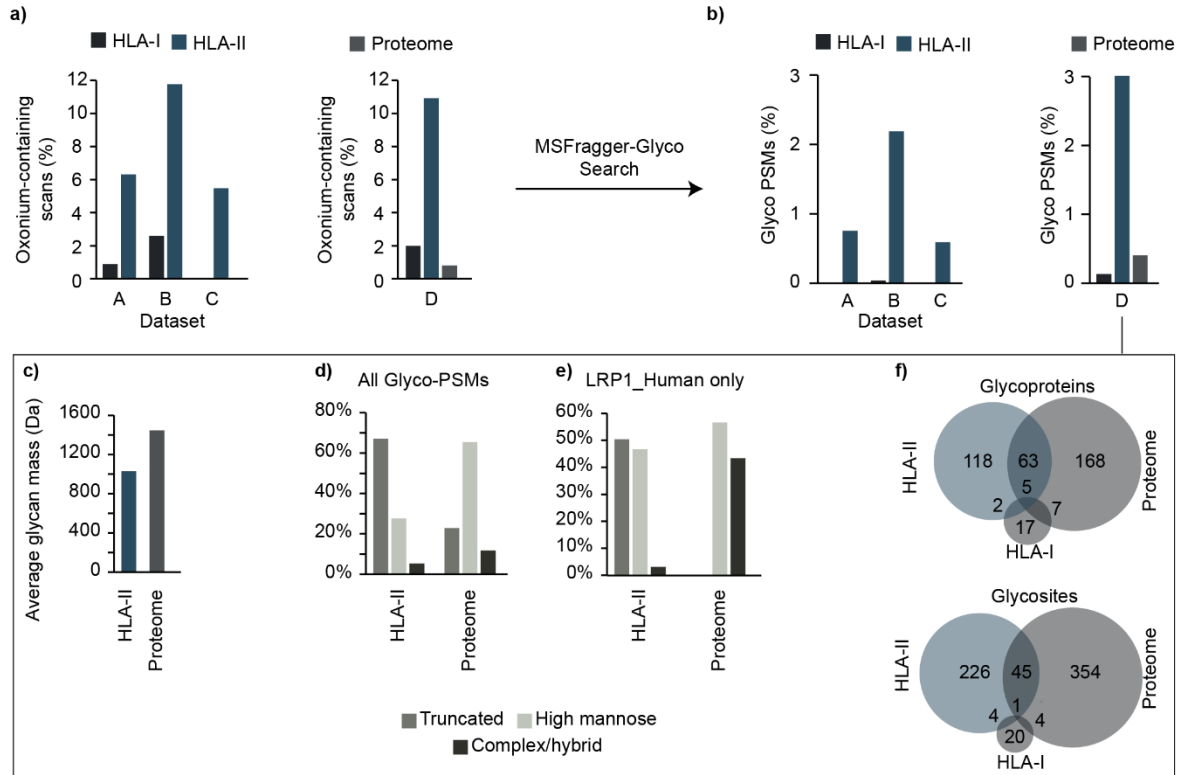 a)
HLA-I HLA-II
Proteome
Oxonium-containing
scans (%)
12
10
8
6
4
2
0
A B C
Dataset
Oxonium-containing
scans (%)
12
10
8
6
4
2
0
D
MSFragger-Glyco
Search
b)
HLA-I HLA-II
Proteome
Glyco PSMs (%)
3
2
1
0
A B C
Dataset
Glyco PSMs (%)
3
2
1
0
D
c)
Average glycan mass (Da)
1600
1200
1000
800
400
0
HLA-II
Proteome
d)
All Glyco-PSMs
80%
60%
40%
20%
0%
HLA-II
Proteome
e)
LRP1_Human only
60%
50%
40%
30%
20%
10%
0%
HLA-II
Proteome
Truncated High mannose
Complex/hybrid
f)
Glycoproteins
HLA-II
118 63 168
5
2 7
17
HLA-I
Proteome
Glycosites
HLA-II
226 45 354
1
4 4
20
HLA-I
Proteome